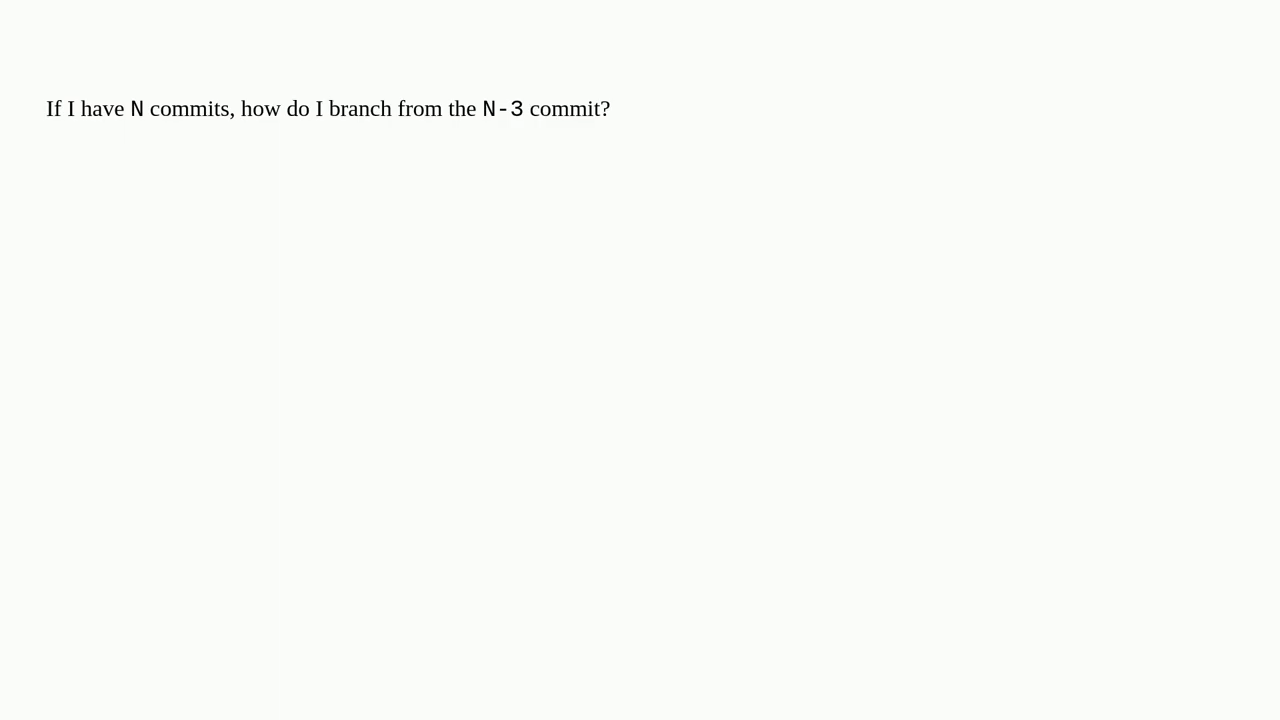 If I have N commits, how do I branch from the N-3 commit?